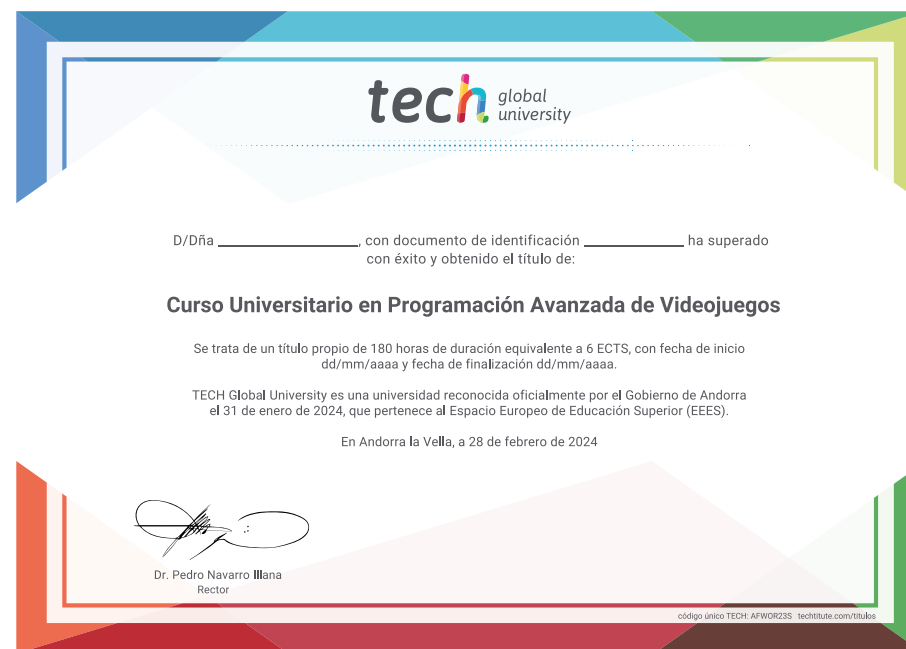 tech global university
D/Dña ____________________, con documento de identificación ______________ ha superado
con éxito y obtenido el título de:
Curso Universitario en Programación Avanzada de Videojuegos
Se trata de un título propio de 180 horas de duración equivalente a 6 ECTS, con fecha de inicio
dd/mm/aaaa y fecha de finalización dd/mm/aaaa.
TECH Global University es una universidad reconocida oficialmente por el Gobierno de Andorra
el 31 de enero de 2024, que pertenece al Espacio Europeo de Educación Superior (EEES).
En Andorra la Vella, a 28 de febrero de 2024
Dr. Pedro Navarro Illana
Rector
código único TECH: AFWOR23S techtitute.com/titulos